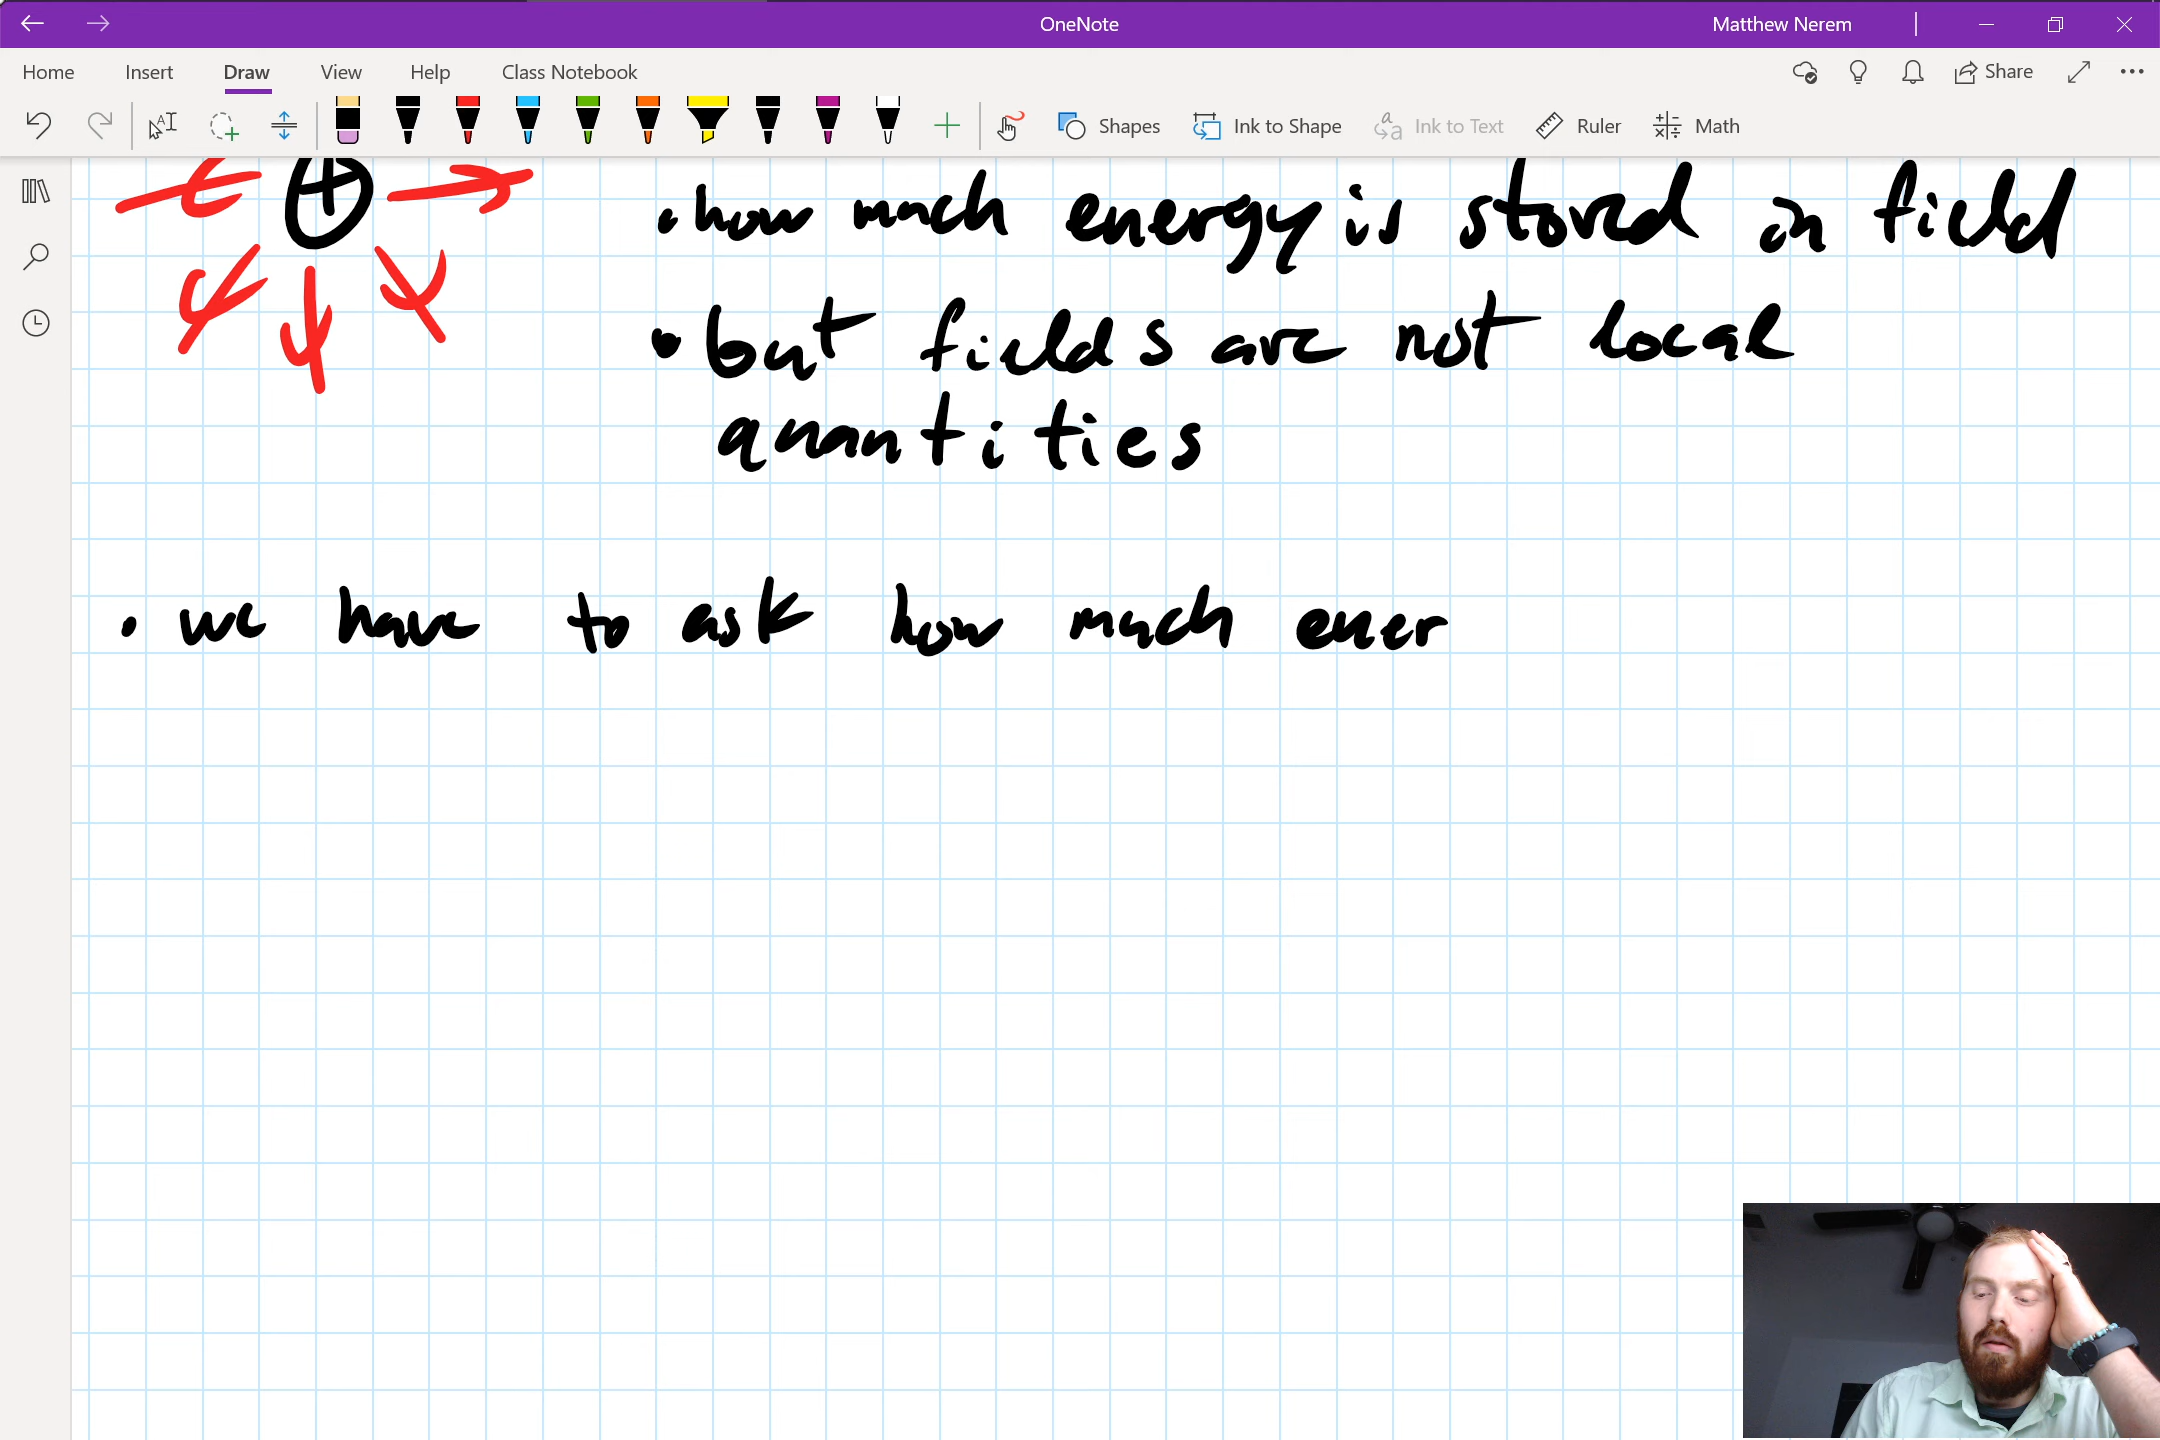 OneNote
Matthew Nerem
Home Insert Draw View Help Class Notebook
Share
Shapes Ink to Shape Ink to Text Ruler Math
• how much energy is stored in field
• but fields are not local
quantities
• we have to ask how much ener